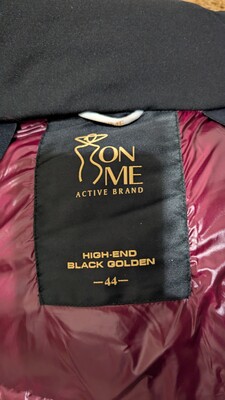 ON
ME
ACTIVE BRAND
HIGH-END
BLACK GOLDEN
—44—